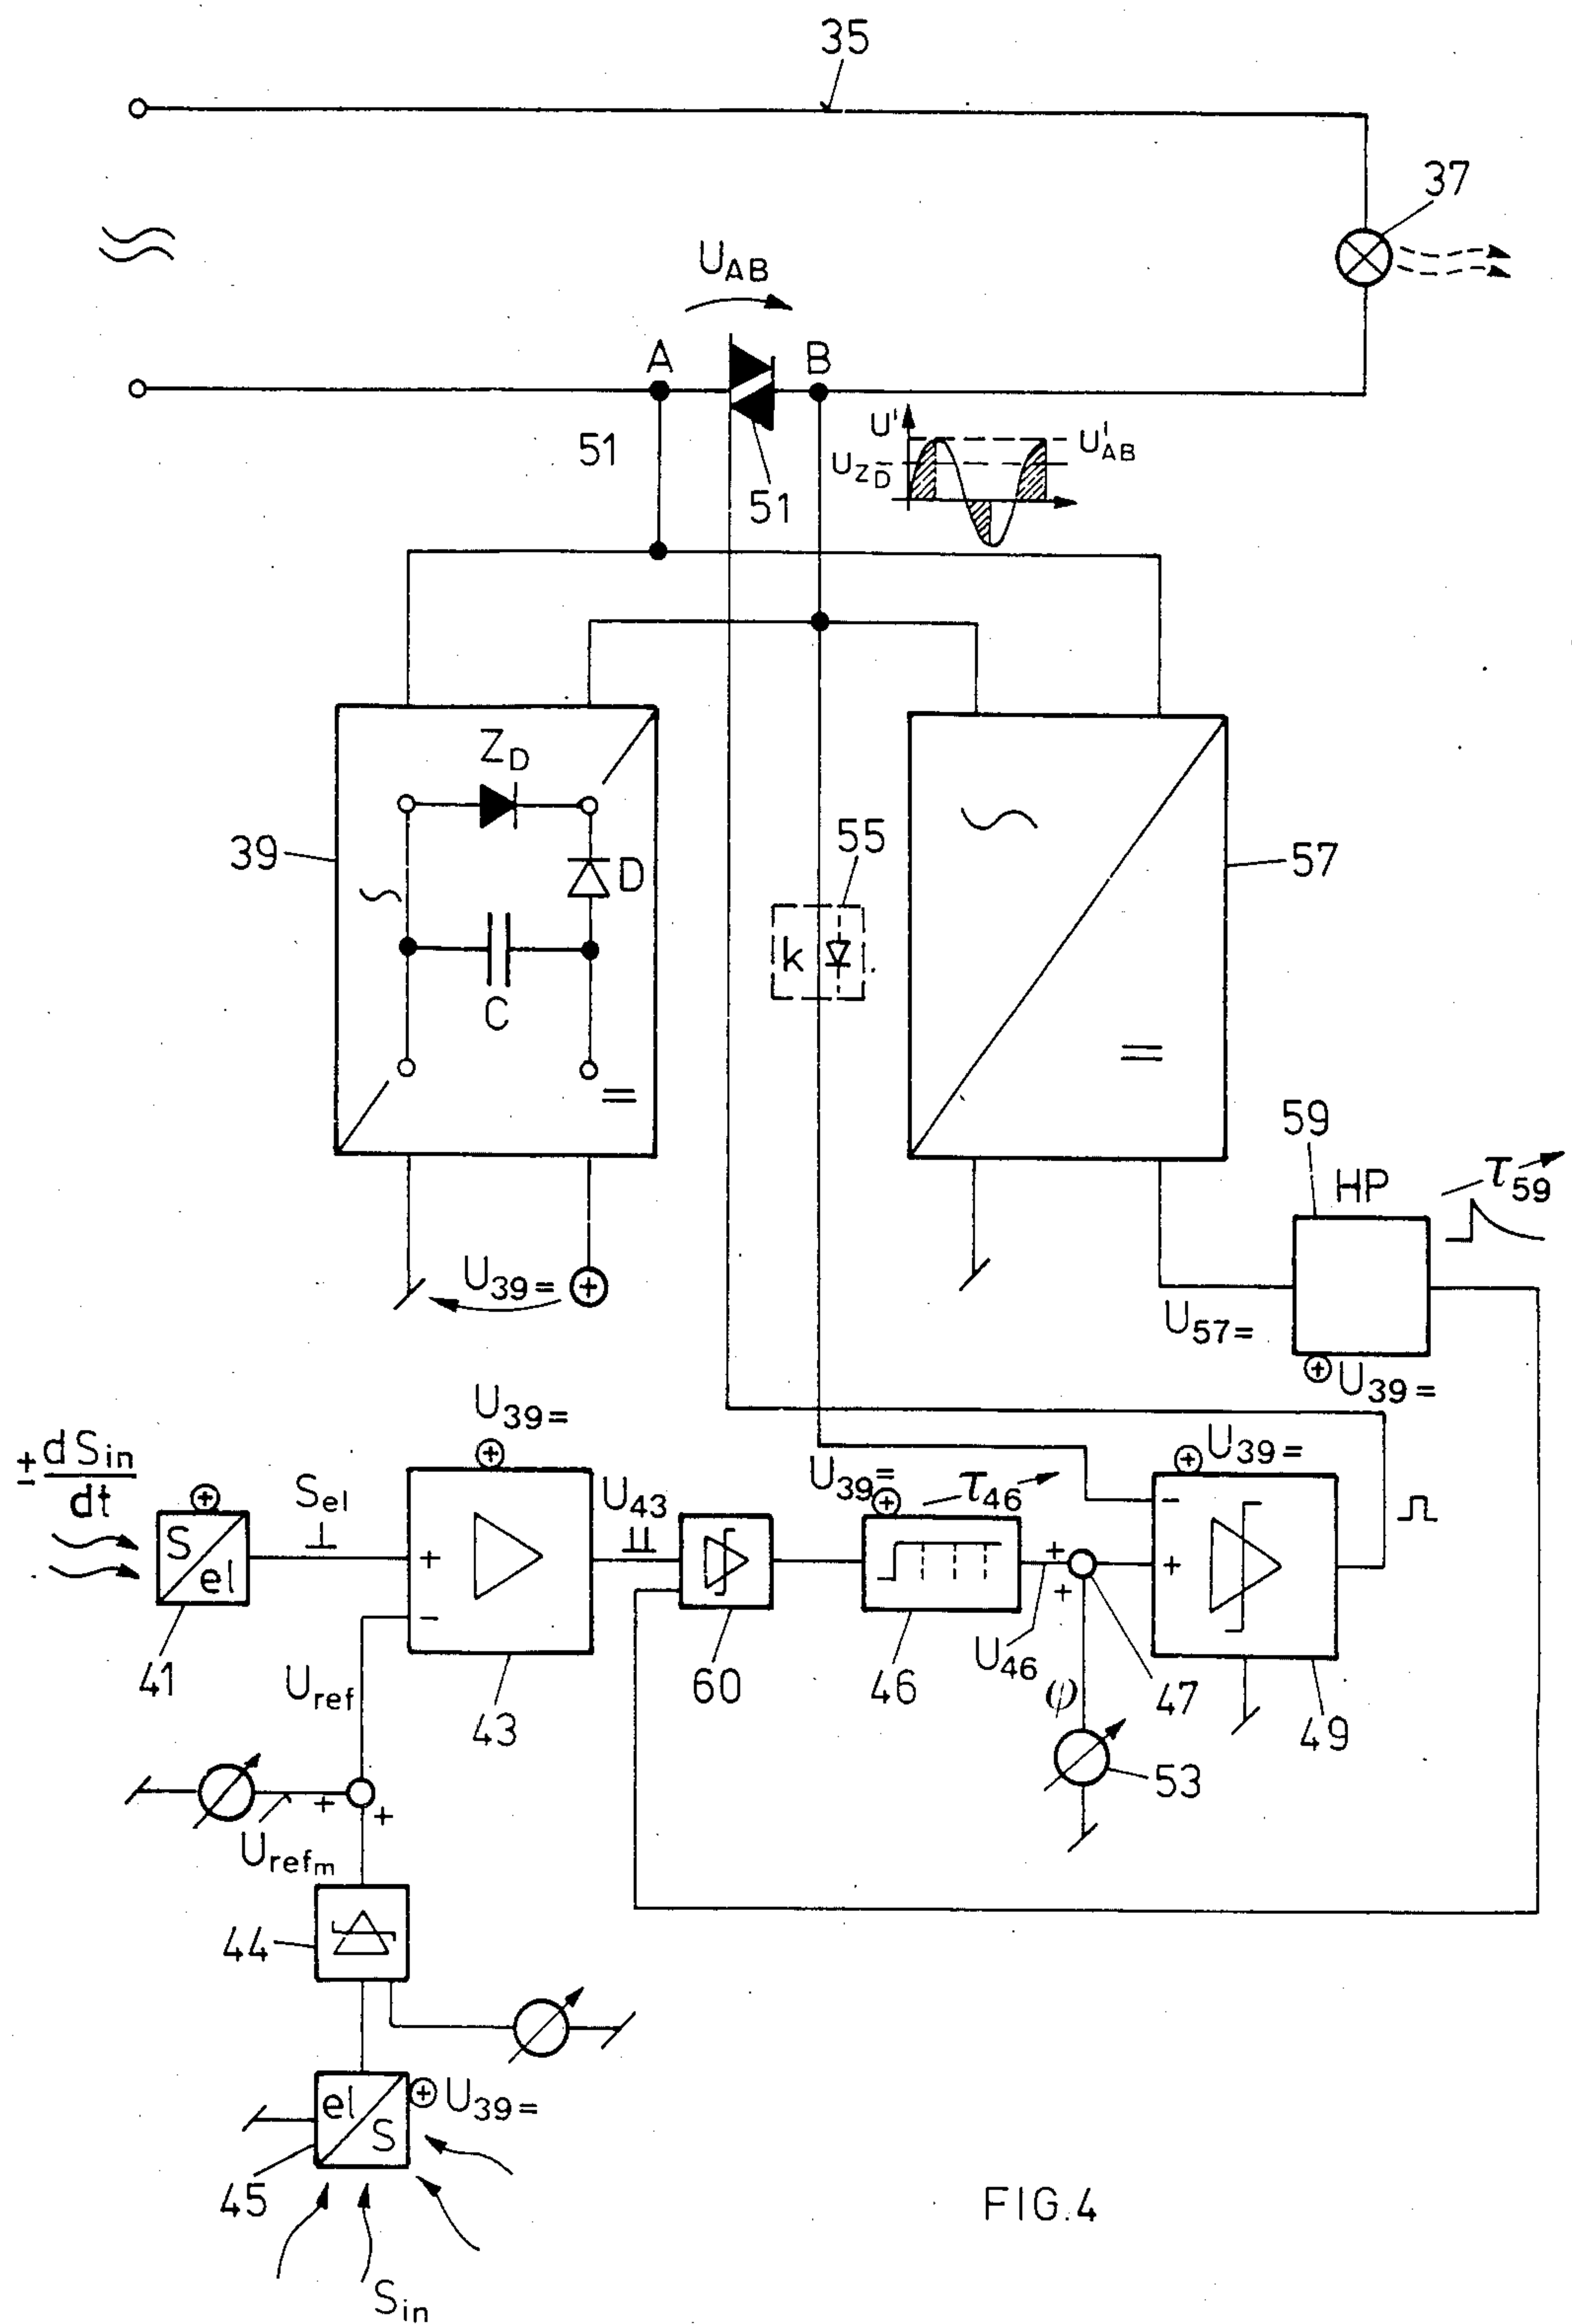 35
37
U_AB
A
B
51
51
U'
U'_AB
U_ZD
Z_D
39
D
C
=
55
k
57
=
59
HP
τ_59
U_39=
U_57=
U_39=
U_39=
± dS_in/dt
S_el
U_43
U_39=
τ_46
U_39=
S
el
+
−
+
+
−
+
41
U_ref
43
60
46
U_46
φ
47
49
53
+
+
U_refm
44
el
S
U_39=
45
S_in
FIG.4